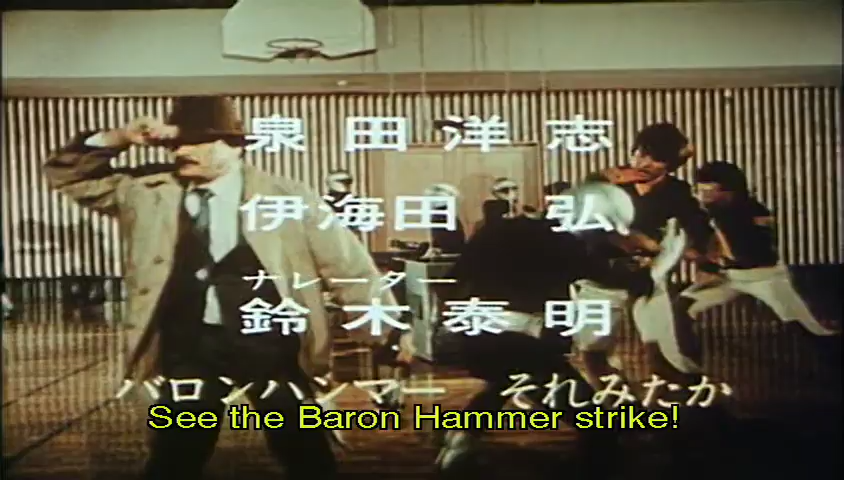 泉田洋志
伊海田 弘
ナレーター
鈴木泰明
バロンハンマー それみたか
See the Baron Hammer strike!